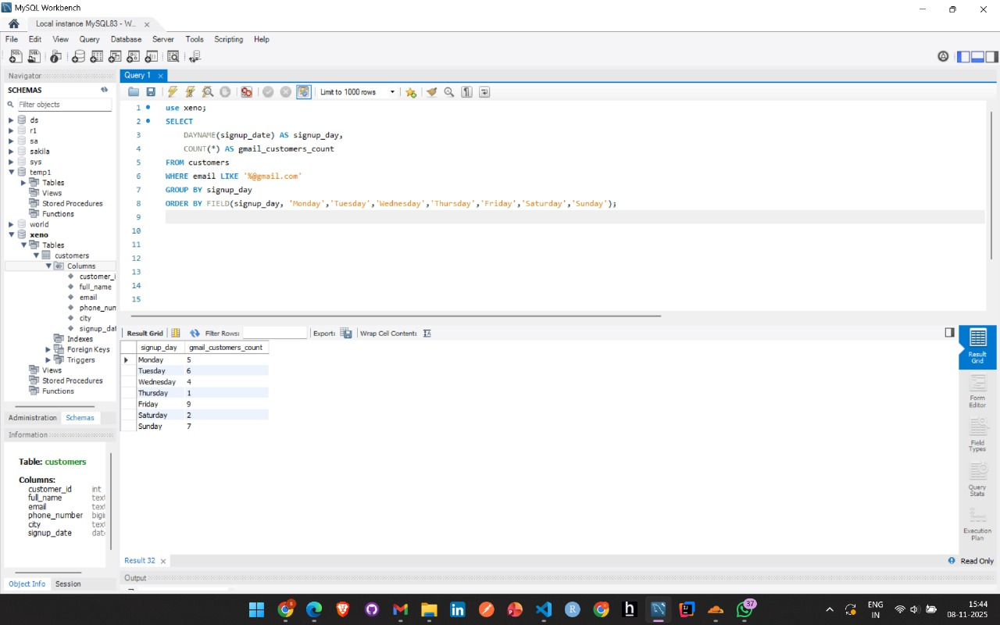 MySQL Workbench
Local instance MySQL83 - W...
File Edit View Query Database Server Tools Scripting Help
Navigator
SCHEMAS
Filter objects
ds
r1
sa
sakila
sys
temp1
Tables
Views
Stored Procedures
Functions
world
xeno
Tables
customers
Columns
customer_i
full_name
email
phone_num
city
signup_dat
Indexes
Foreign Keys
Triggers
Views
Stored Procedures
Functions
Administration Schemas
Information
Table: customers
Columns:
customer_id int
full_name text
email text
phone_number bigi
city text
signup_date date
Object Info Session
Query 1
Limit to 1000 rows
1 use xeno;
2 SELECT
3 DAYNAME(signup_date) AS signup_day,
4 COUNT(*) AS gmail_customers_count
5 FROM customers
6 WHERE email LIKE '%@gmail.com'
7 GROUP BY signup_day
8 ORDER BY FIELD(signup_day, 'Monday','Tuesday','Wednesday','Thursday','Friday','Saturday','Sunday');
9
10
11
12
13
14
15
Result Grid Filter Rows: Export: Wrap Cell Content:
signup_day gmail_customers_count
Monday 5
Tuesday 6
Wednesday 4
Thursday 1
Friday 9
Saturday 2
Sunday 7
Result Grid
Form Editor
Field Types
Query Stats
Execution Plan
Result 32
Read Only
Output
37
ENG
IN
15:44
08-11-2025